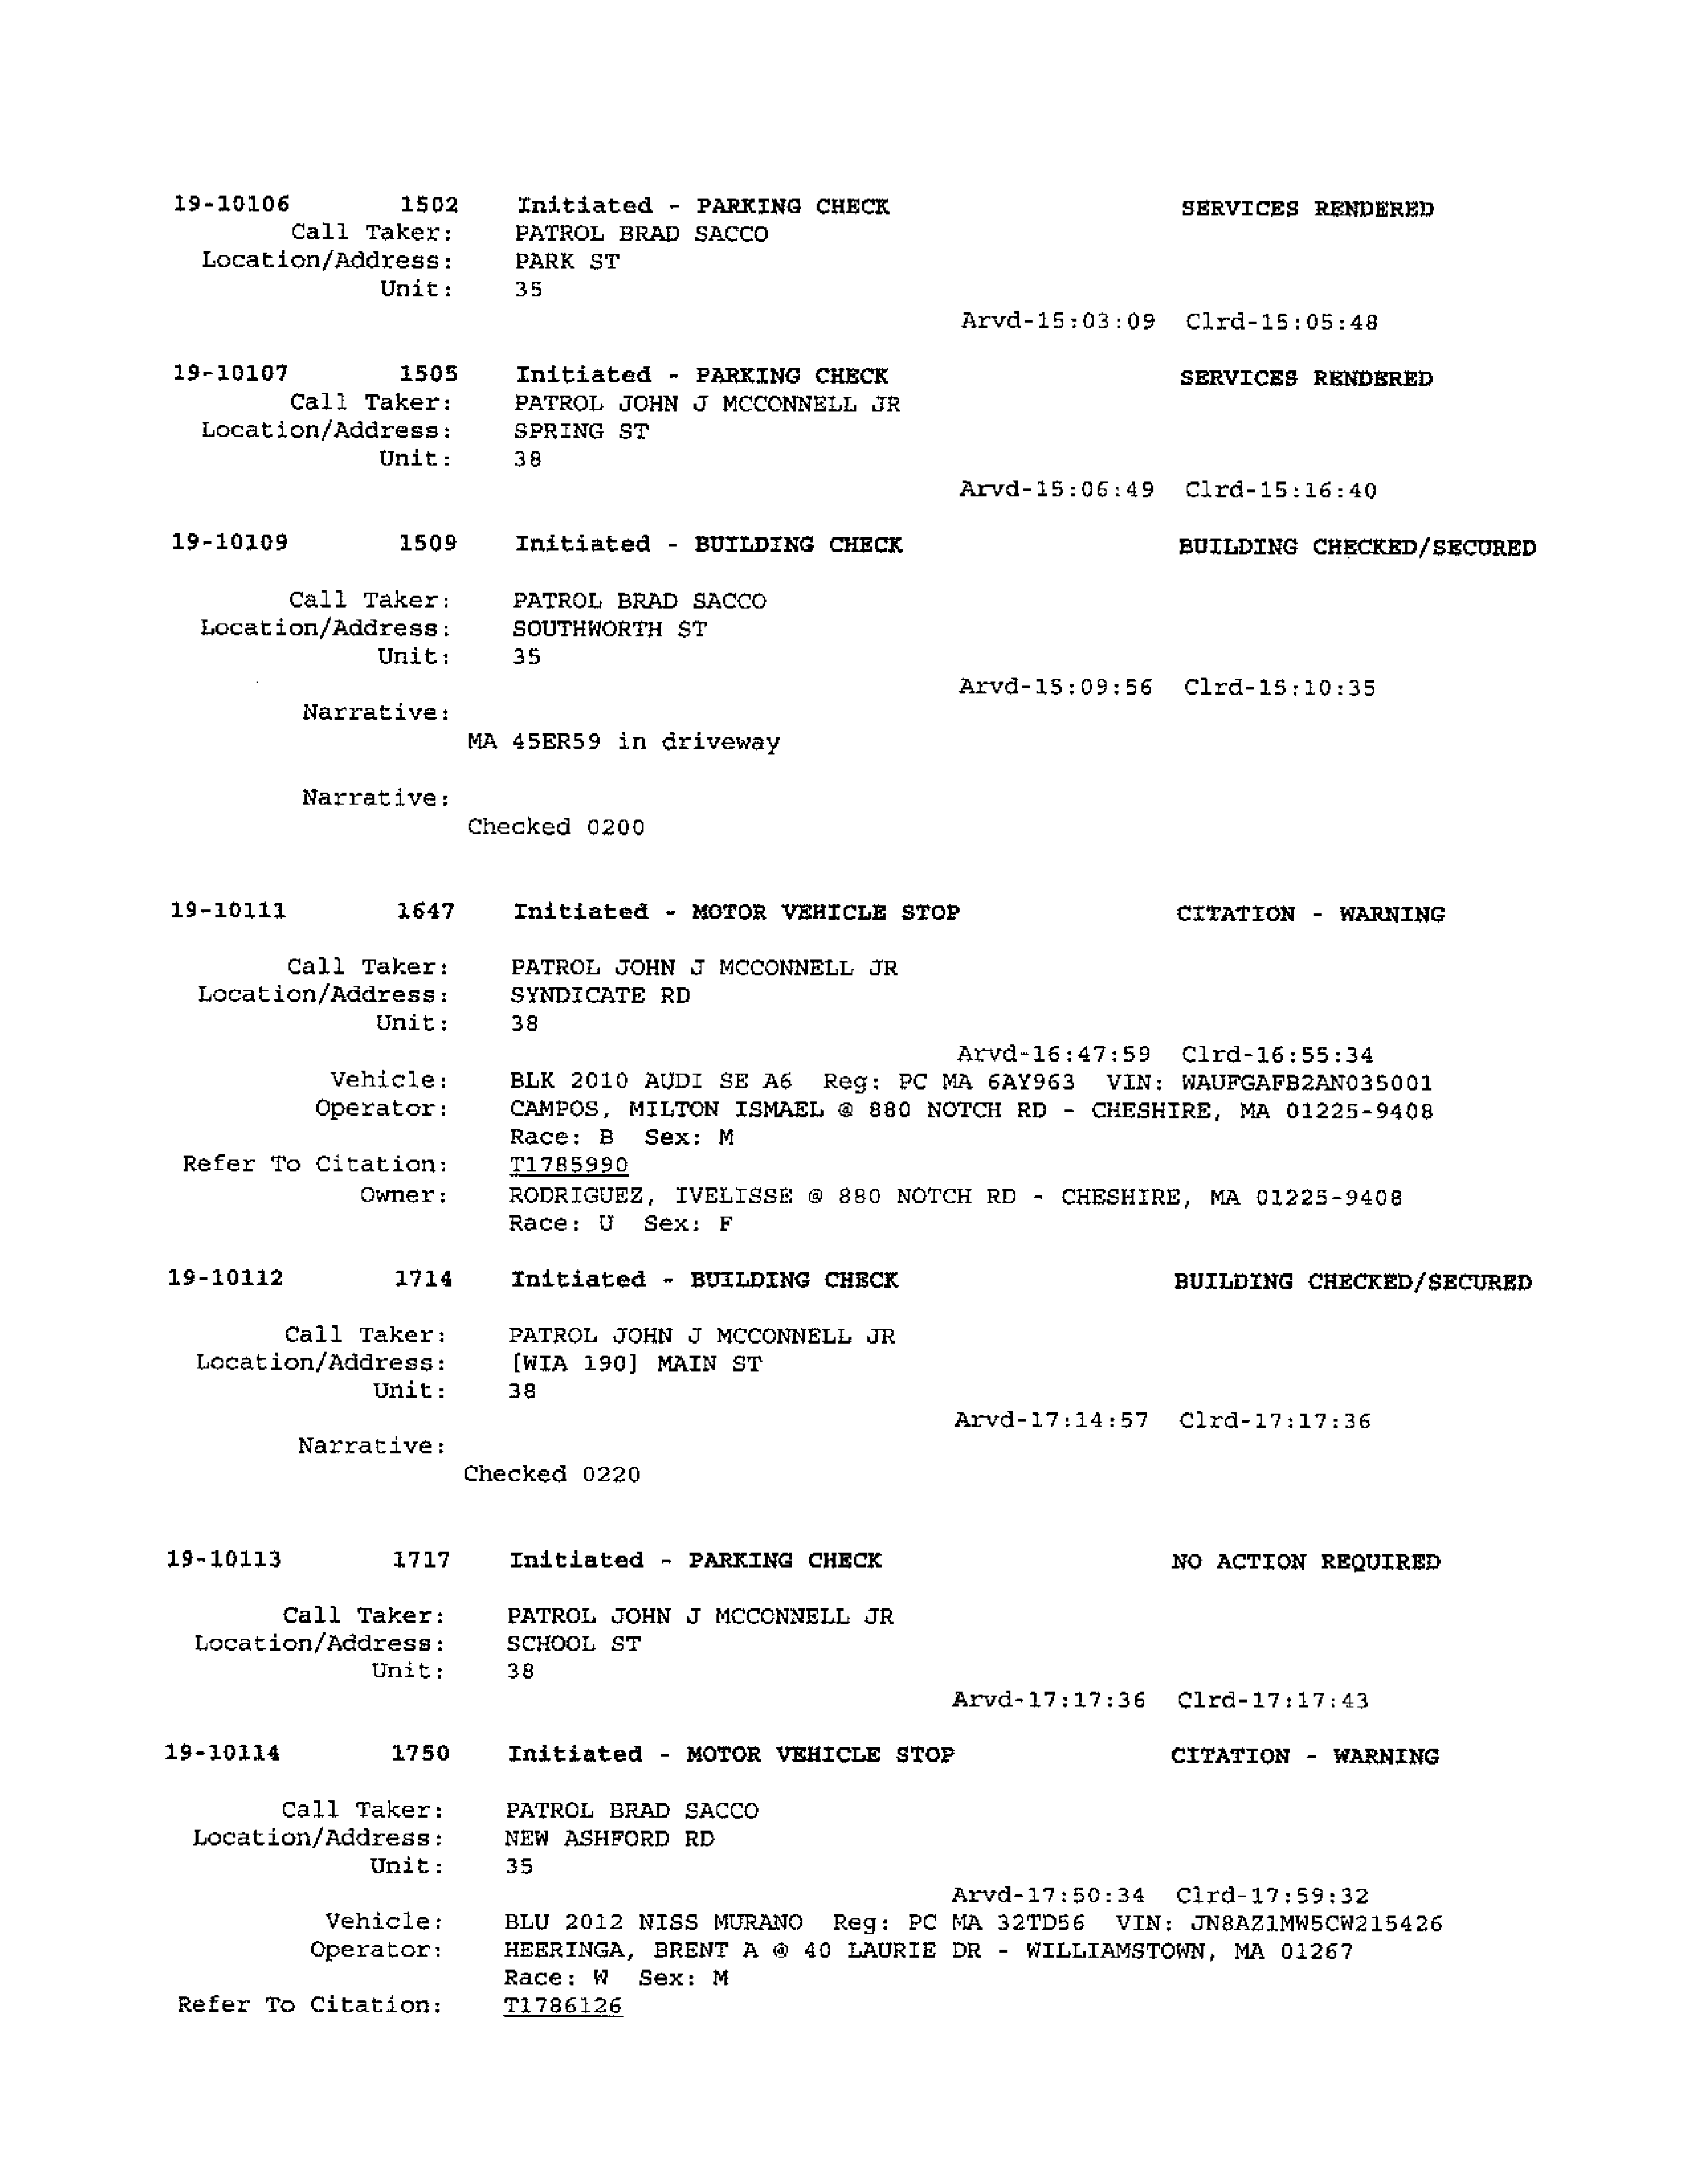 19-10106 1502 Initiated - PARKING CHECK SERVICES RENDERED
Call Taker: PATROL BRAD SACCO
Location/Address: PARK ST
Unit: 35
Arvd-15:03:09 Clrd-15:05:48
19-10107 1505 Initiated - PARKING CHECK SERVICES RENDERED
Call Taker: PATROL JOHN J MCCONNELL JR
Location/Address: SPRING ST
Unit: 38
Arvd-15:06:49 Clrd-15:16:40
19-10109 1509 Initiated - BUILDING CHECK BUILDING CHECKED/SECURED
Call Taker: PATROL BRAD SACCO
Location/Address: SOUTHWORTH ST
Unit: 35
Arvd-15:09:56 Clrd-15:10:35
Narrative:
MA 45ER59 in driveway
Narrative:
Checked 0200
19-10111 1647 Initiated - MOTOR VEHICLE STOP CITATION - WARNING
Call Taker: PATROL JOHN J MCCONNELL JR
Location/Address: SYNDICATE RD
Unit: 38
Arvd-16:47:59 Clrd-16:55:34
Vehicle: BLK 2010 AUDI SE A6 Reg: PC MA 6AY963 VIN: WAUFGAFB2AN035001
Operator: CAMPOS, MILTON ISMAEL @ 880 NOTCH RD - CHESHIRE, MA 01225-9408
Race: B Sex: M
Refer To Citation: T1785990
Owner: RODRIGUEZ, IVELISSE @ 880 NOTCH RD - CHESHIRE, MA 01225-9408
Race: U Sex: F
19-10112 1714 Initiated - BUILDING CHECK BUILDING CHECKED/SECURED
Call Taker: PATROL JOHN J MCCONNELL JR
Location/Address: [WIA 190] MAIN ST
Unit: 38
Arvd-17:14:57 Clrd-17:17:36
Narrative:
Checked 0220
19-10113 1717 Initiated - PARKING CHECK NO ACTION REQUIRED
Call Taker: PATROL JOHN J MCCONNELL JR
Location/Address: SCHOOL ST
Unit: 38
Arvd-17:17:36 Clrd-17:17:43
19-10114 1750 Initiated - MOTOR VEHICLE STOP CITATION - WARNING
Call Taker: PATROL BRAD SACCO
Location/Address: NEW ASHFORD RD
Unit: 35
Arvd-17:50:34 Clrd-17:59:32
Vehicle: BLU 2012 NISS MURANO Reg: PC MA 32TD56 VIN: JN8AZ1MW5CW215426
Operator: HEERINGA, BRENT A @ 40 LAURIE DR - WILLIAMSTOWN, MA 01267
Race: W Sex: M
Refer To Citation: T1786126